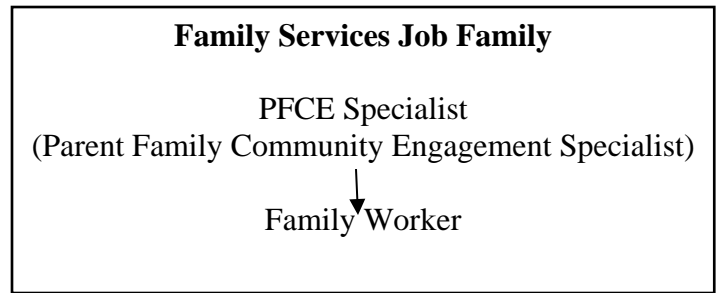 Family Services Job Family
PFCE Specialist
(Parent Family Community Engagement Specialist)
Family Worker